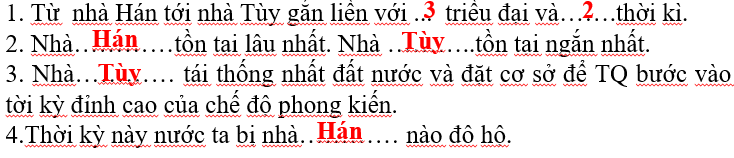 1. Từ nhà Hán tới nhà Tùy gắn liền với ..3 triều đại và…2…thời kì.
2. Nhà..Hán……tồn tai lâu nhất. Nhà ..Tùy…..tồn tai ngắn nhất.
3. Nhà…Tùy…. tái thống nhất đất nước và đặt cơ sở để TQ bước vào
tời kỳ đỉnh cao của chế độ phong kiến.
4.Thời kỳ này nước ta bị nhà..Hán…… nào đô hộ.